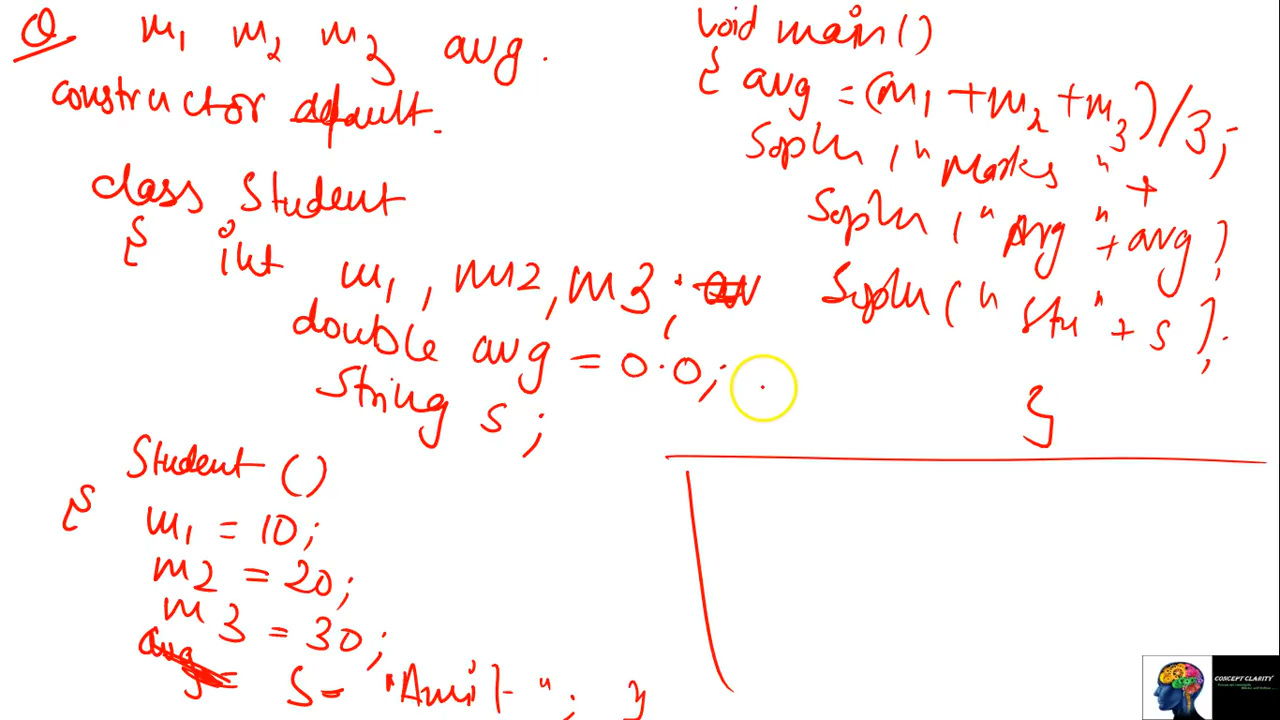 Q m1 m2 m3 avg.
constructor default.
class Student
{ int m1, m2, m3;
double avg = 0.0;
String s;
Student ()
{ m1 = 10;
m2 = 20;
m3 = 30;
avg
S = "Amit"; }
void main()
{ avg = (m1 + m2 + m3)/3;
Sopln ("Marks" +
Sopln ("Avg" + avg);
Sopln ("Stu" + s);
}
CONCEPT CLARITY